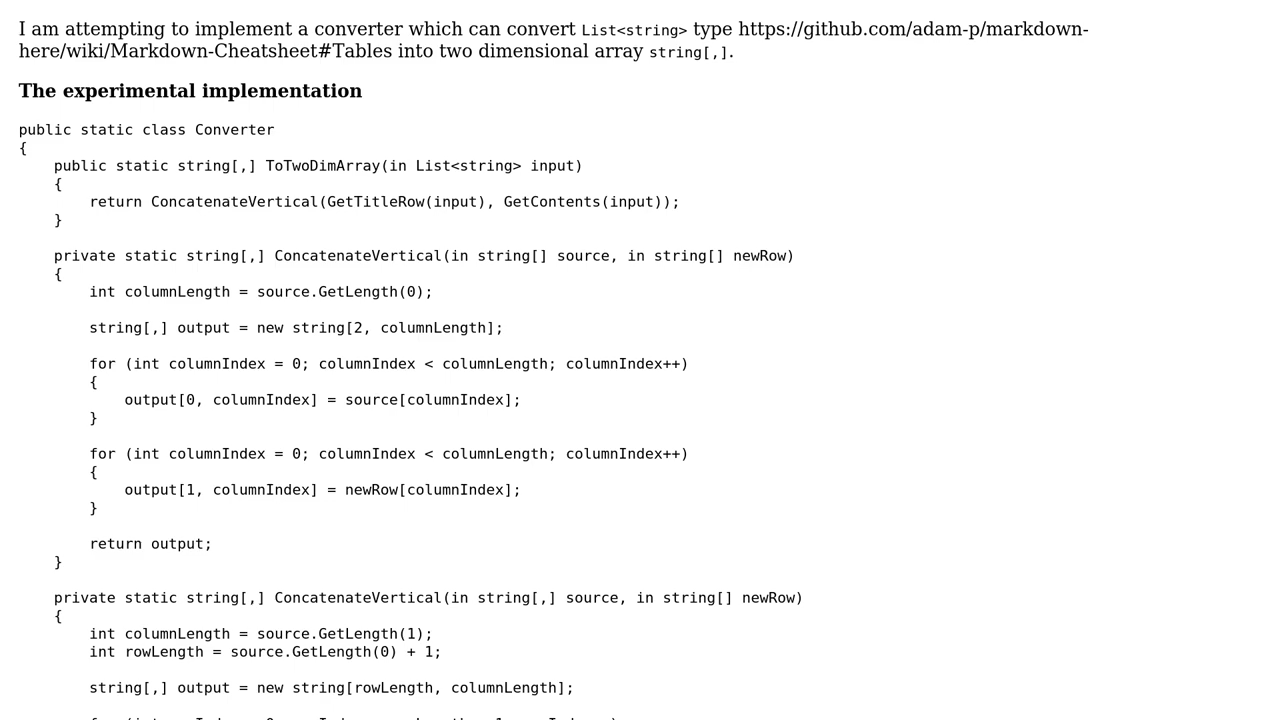 I am attempting to implement a converter which can convert List<string> type https://github.com/adam-p/markdown-
here/wiki/Markdown-Cheatsheet#Tables into two dimensional array string[,].
The experimental implementation
public static class Converter
{
    public static string[,] ToTwoDimArray(in List<string> input)
    {
        return ConcatenateVertical(GetTitleRow(input), GetContents(input));
    }
    private static string[,] ConcatenateVertical(in string[] source, in string[] newRow)
    {
        int columnLength = source.GetLength(0);
        string[,] output = new string[2, columnLength];
        for (int columnIndex = 0; columnIndex < columnLength; columnIndex++)
        {
            output[0, columnIndex] = source[columnIndex];
        }
        for (int columnIndex = 0; columnIndex < columnLength; columnIndex++)
        {
            output[1, columnIndex] = newRow[columnIndex];
        }
        return output;
    }
    private static string[,] ConcatenateVertical(in string[,] source, in string[] newRow)
    {
        int columnLength = source.GetLength(1);
        int rowLength = source.GetLength(0) + 1;
        string[,] output = new string[rowLength, columnLength];